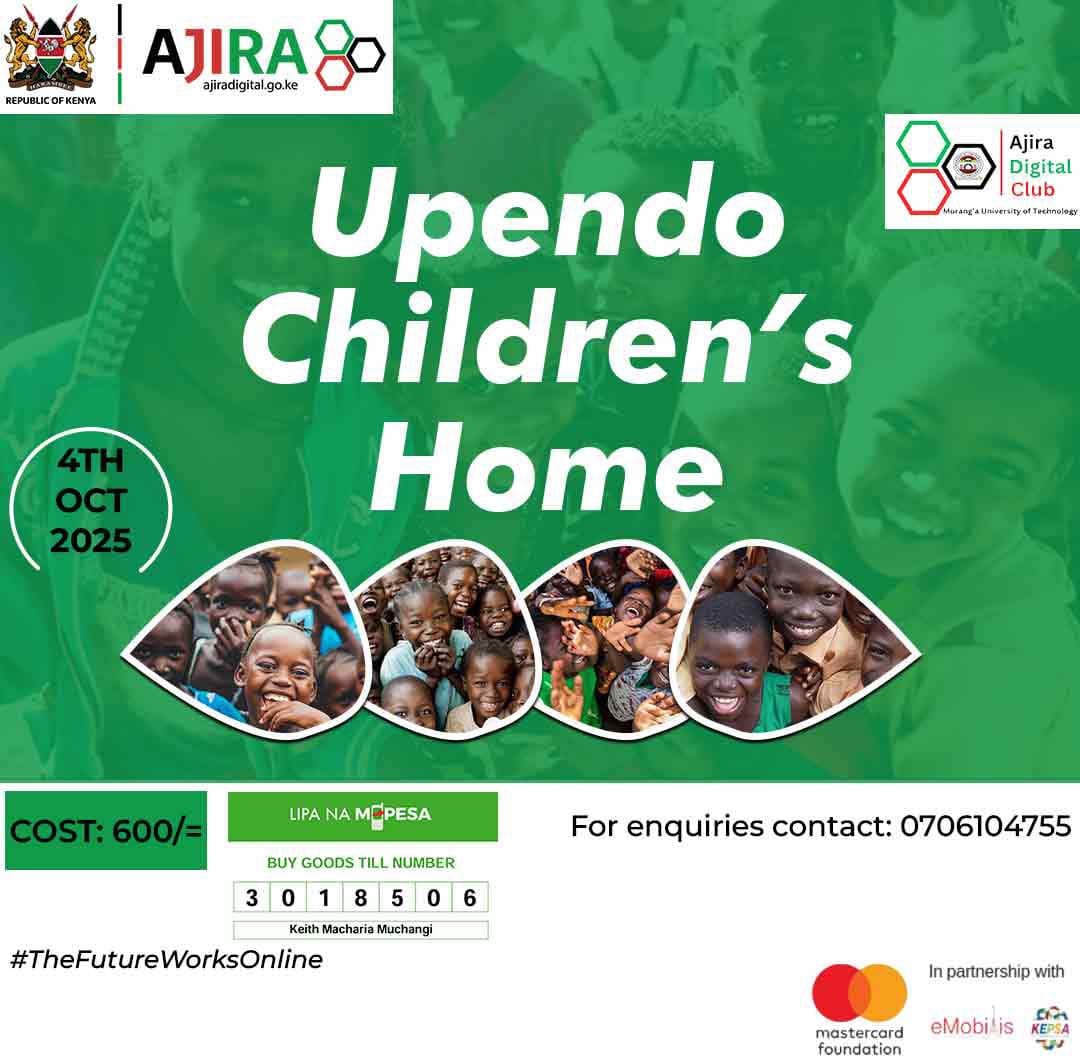 HARAMBEE
REPUBLIC OF KENYA
AJIRA
ajiradigital.go.ke
Ajira
Digital
Club
Murang'a University of Technology
Upendo
Children's
Home
4TH
OCT
2025
COST: 600/=
LIPA NA M-PESA
BUY GOODS TILL NUMBER
3 0 1 8 5 0 6
Keith Macharia Muchangi
For enquiries contact: 0706104755
#TheFutureWorksOnline
mastercard
foundation
In partnership with
eMobilis
KEPSA